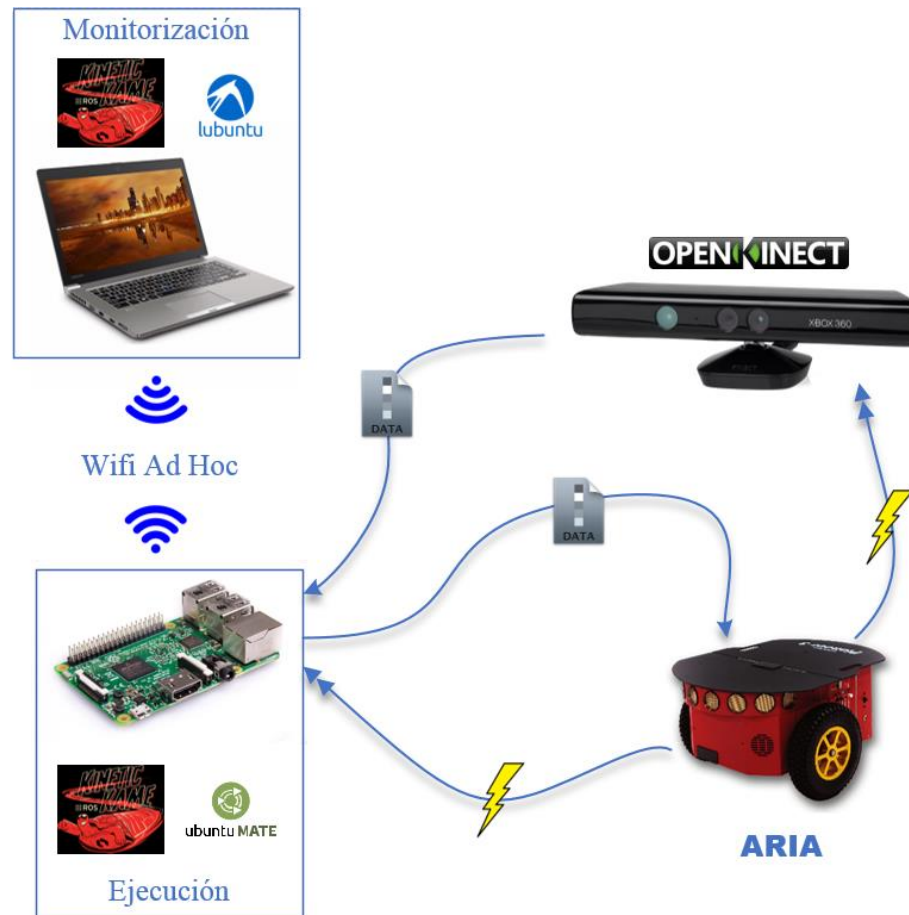 Monitorización
KINETIC
KAME
ROS
lubuntu
OPENKINECT
XBOX 360
DATA
Wifi Ad Hoc
DATA
KINETIC
KAME
ROS
ubuntu MATE
ARIA
Ejecución